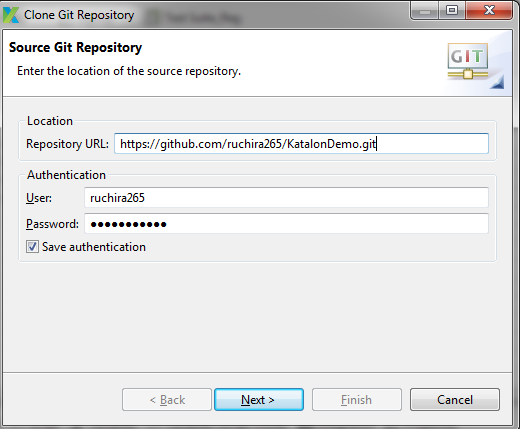 Clone Git Repository
Source Git Repository
Enter the location of the source repository.
GIT
Location
Repository URL: https://github.com/ruchira265/KatalonDemo.git
Authentication
User: ruchira265
Password: ●●●●●●●●●●●
Save authentication
< Back Next > Finish Cancel